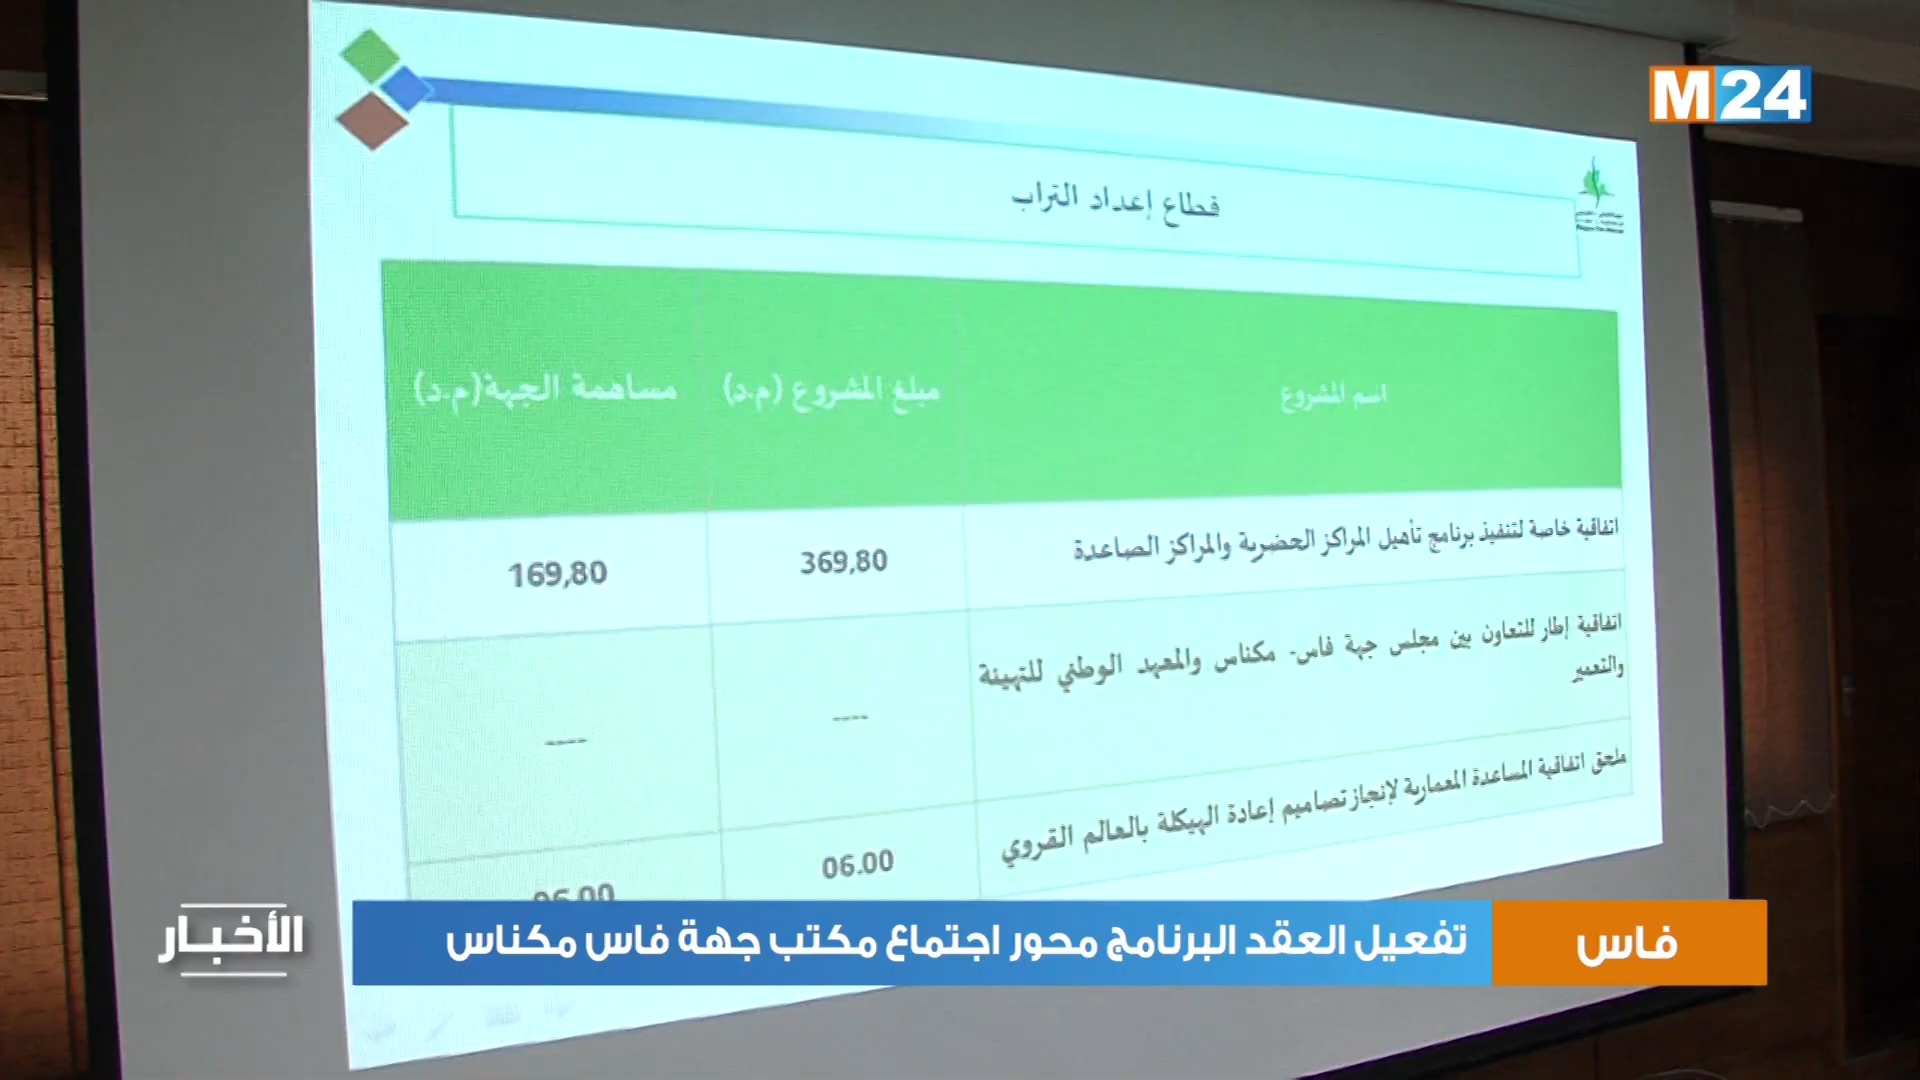 M24
قطاع إعداد التراب
اسم المشروع
مبلغ المشروع (م.د)
مساهمة الجهة(م.د)
اتفاقية خاصة لتنفيذ برنامج تأهيل المراكز الحضرية والمراكز الصاعدة
369,80
169,80
اتفاقية إطار للتعاون بين مجلس جهة فاس- مكناس والمعهد الوطني للتهيئة
والتعمير
----
----
ملحق اتفاقية المساعدة المعمارية لإنجاز تصاميم إعادة الهيكلة بالعالم القروي
06.00
06.00
فاس
تفعيل العقد البرنامج محور اجتماع مكتب جهة فاس مكناس
الأخبار